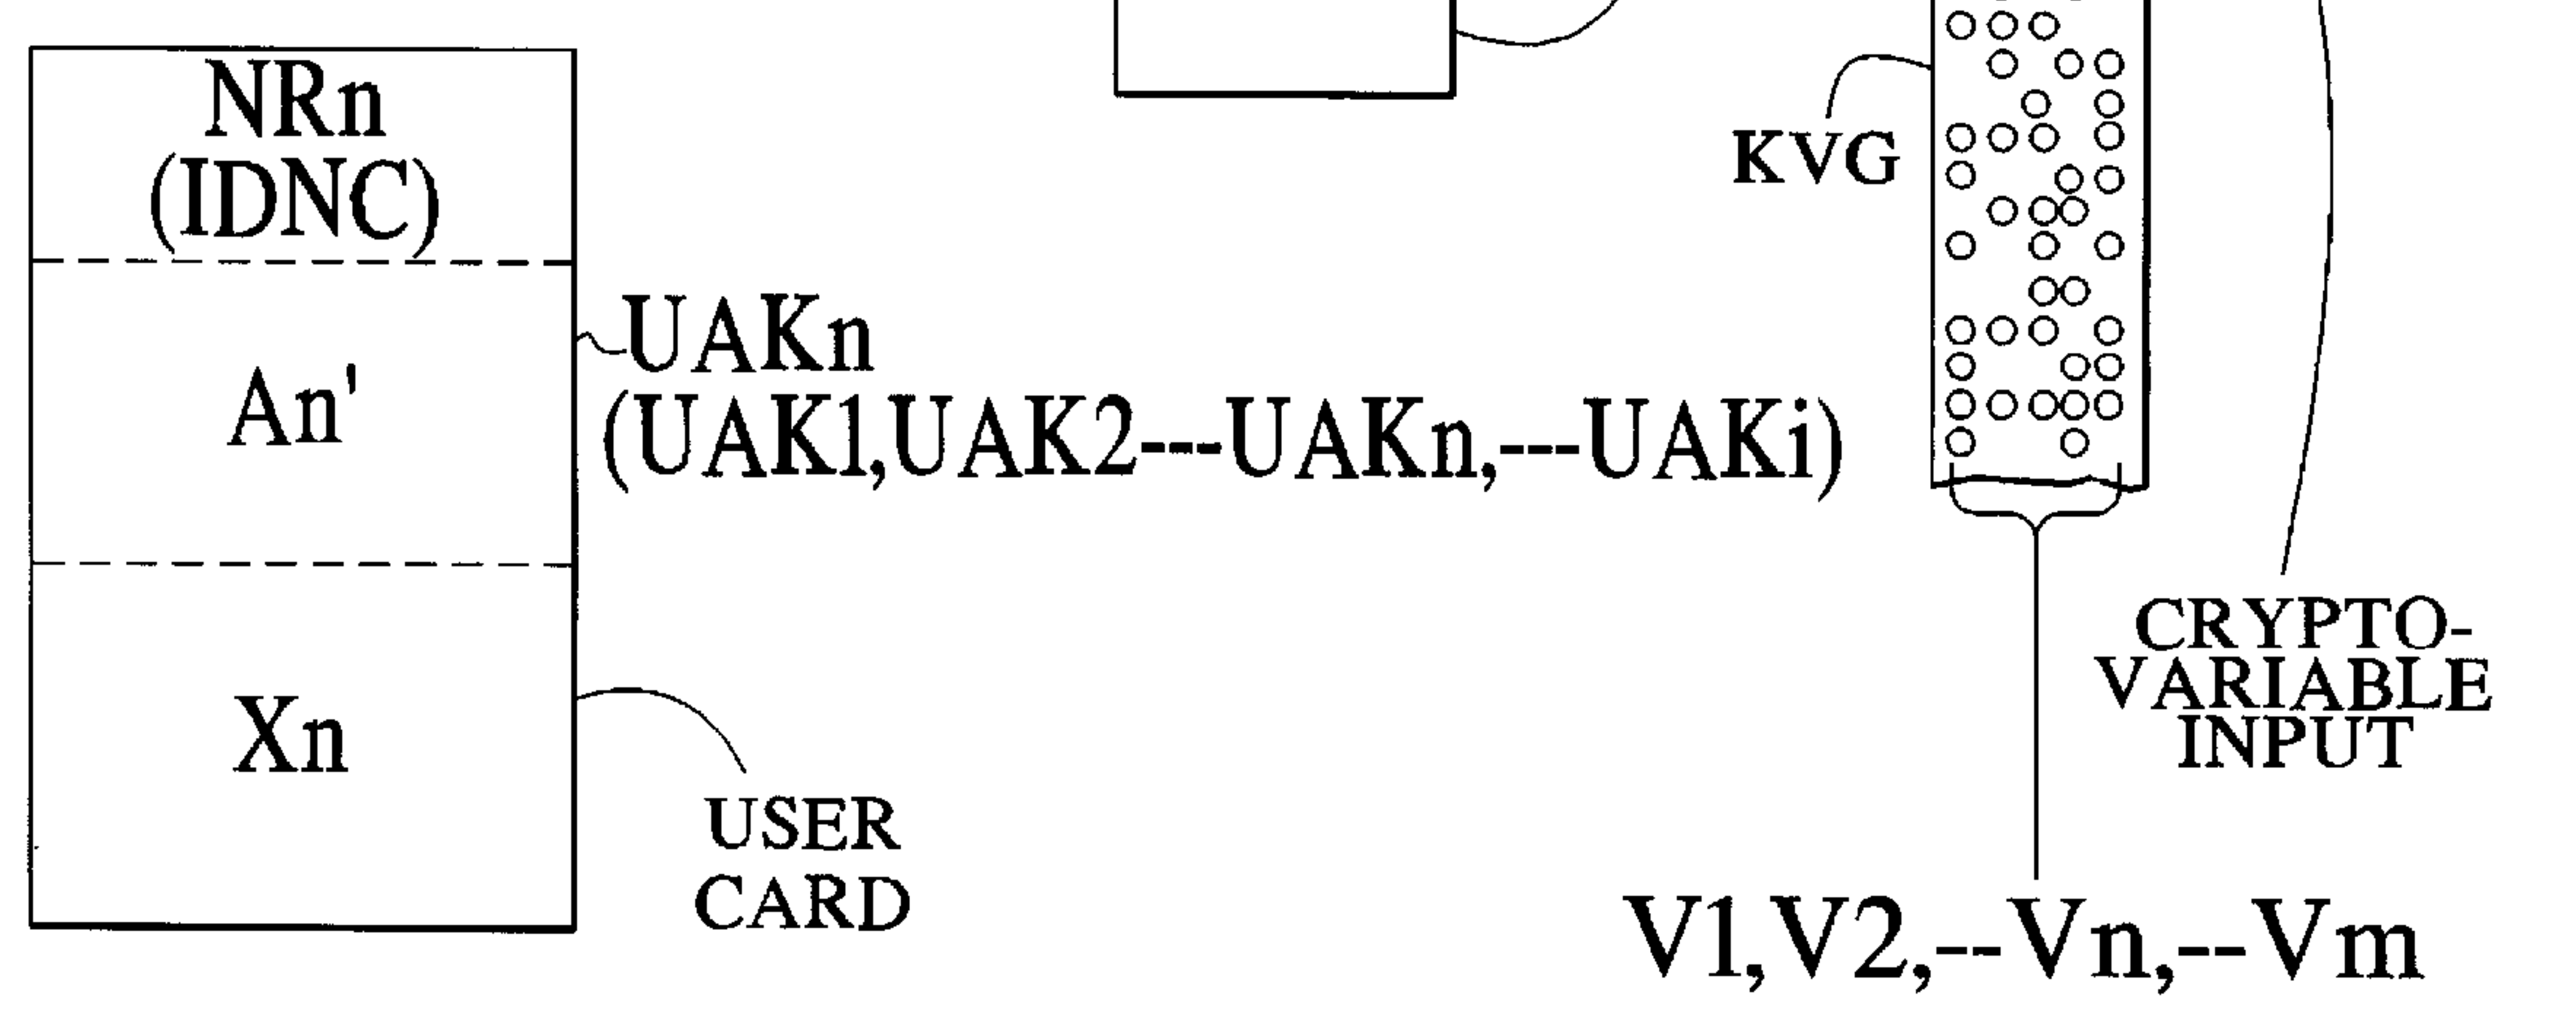 NRn
(IDNC)
An'
Xn
UAKn
(UAK1,UAK2---UAKn,---UAKi)
USER
CARD
KVG
CRYPTO-
VARIABLE
INPUT
V1,V2,--Vn,--Vm